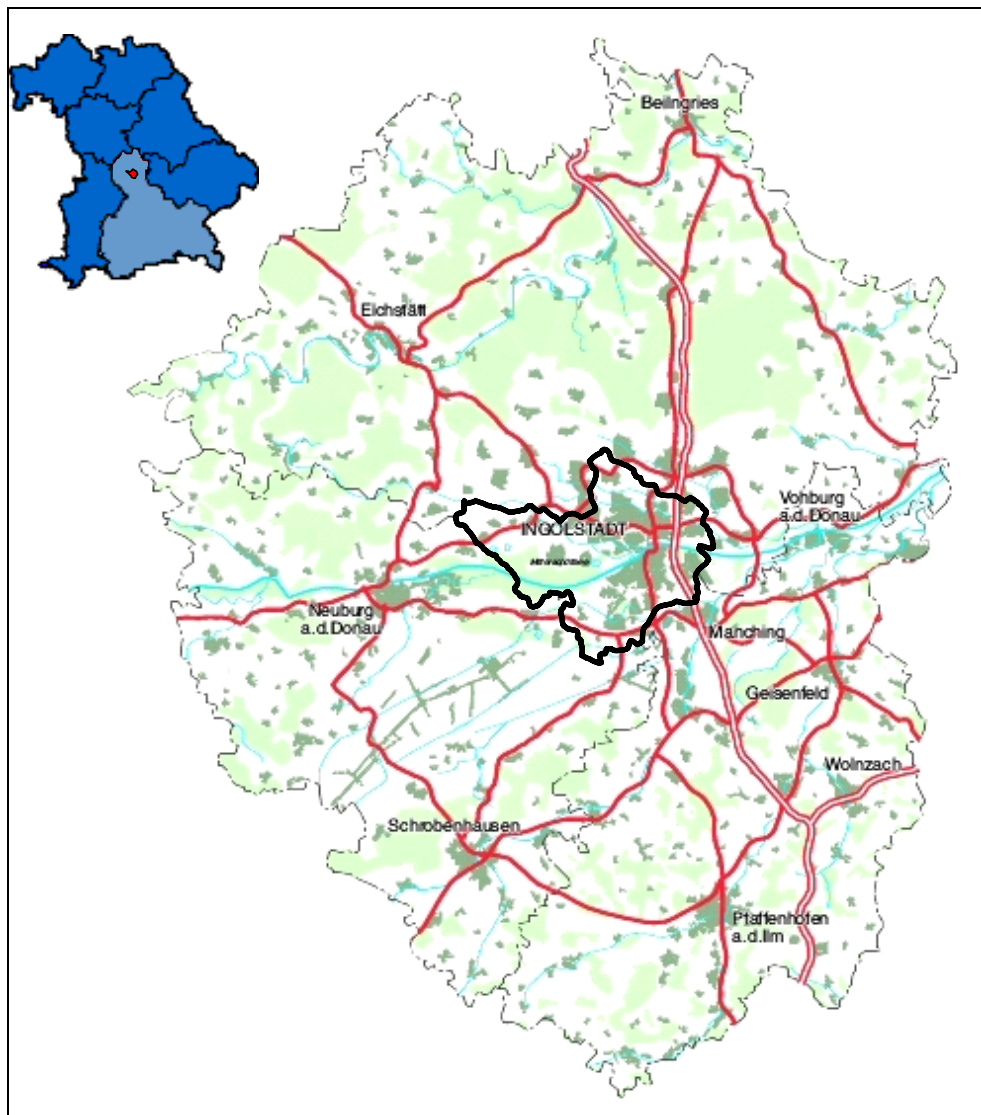 Beilngries
Eichstätt
Vohburg
a.d. Donau
INGOLSTADT
Neuburg
a.d. Donau
Manching
Geisenfeld
Wolnzach
Schrobenhausen
Pfaffenhofen
a.d. Ilm